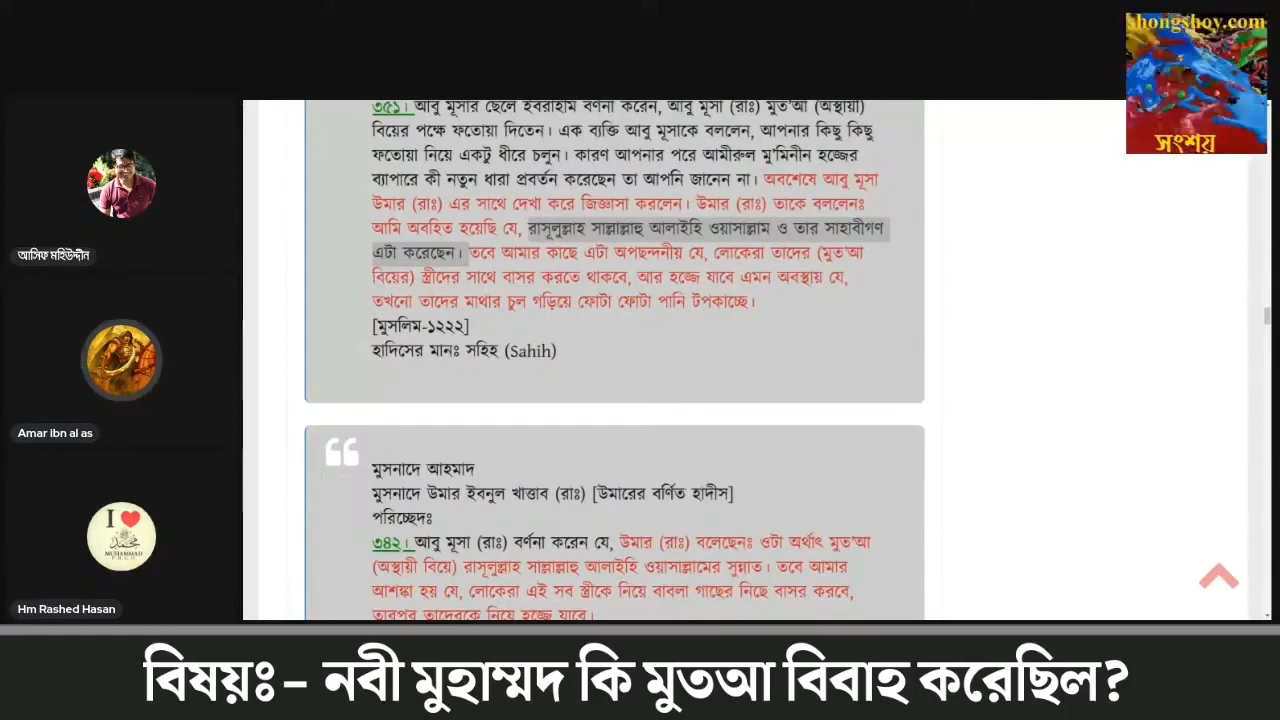 shongshoy.com
সংশয়
৩৫১। আবু মূসার ছেলে ইবরাহীম বর্ণনা করেন, আবু মূসা (রাঃ) মুত'আ (অস্থায়ী)
বিয়ের পক্ষে ফতোয়া দিতেন। এক ব্যক্তি আবু মূসাকে বললেন, আপনার কিছু কিছু
ফতোয়া নিয়ে একটু ধীরে চলুন। কারণ আপনার পরে আমীরুল মু'মিনীন হজ্জের
ব্যাপারে কী নতুন ধারা প্রবর্তন করেছেন তা আপনি জানেন না। অবশেষে আবু মূসা
উমার (রাঃ) এর সাথে দেখা করে জিজ্ঞাসা করলেন। উমার (রাঃ) তাকে বললেনঃ
আমি অবহিত হয়েছি যে, রাসূলুল্লাহ সাল্লাল্লাহু আলাইহি ওয়াসাল্লাম ও তার সাহাবীগণ
এটা করেছেন। তবে আমার কাছে এটা অপছন্দনীয় যে, লোকেরা তাদের (মুত'আ
বিয়ের) স্ত্রীদের সাথে বাসর করতে থাকবে, আর হজ্জে যাবে এমন অবস্থায় যে,
তখনো তাদের মাথার চুল গড়িয়ে ফোটা ফোটা পানি টপকাচ্ছে।
[মুসলিম-১২২২]
হাদিসের মানঃ সহিহ (Sahih)
মুসনাদে আহমাদ
মুসনাদে উমার ইবনুল খাত্তাব (রাঃ) [উমারের বর্ণিত হাদীস]
পরিচ্ছেদঃ
৩৪২। আবু মূসা (রাঃ) বর্ণনা করেন যে, উমার (রাঃ) বলেছেনঃ ওটা অর্থাৎ মুত'আ
(অস্থায়ী বিয়ে) রাসূলুল্লাহ সাল্লাল্লাহু আলাইহি ওয়াসাল্লামের সুন্নাত। তবে আমার
আশঙ্কা হয় যে, লোকেরা এই সব স্ত্রীকে নিয়ে বাবলা গাছের নিছে বাসর করবে,
তারপর তাদেরকে নিয়ে হজ্জে যাবে।
আসিফ মহিউদ্দীন
Amar ibn al as
I ❤
MUHAMMAD
P.B.U.H
Hm Rashed Hasan
বিষয়ঃ- নবী মুহাম্মদ কি মুতআ বিবাহ করেছিল?